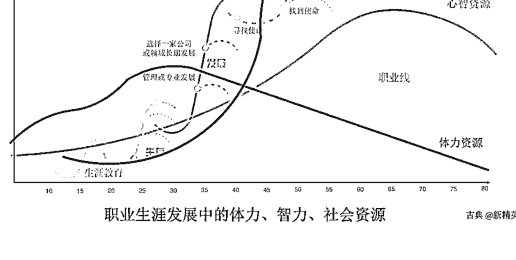 心智资源
找到使命
寻找使命
选择一家公司
或领域长期发展
发展
管理或专业发展
职业线
体力资源
生存
生涯教育
10 15 20 25 30 35 40 45 50 55 60 65 70 75 80
职业生涯发展中的体力、智力、社会资源
古典@新精英